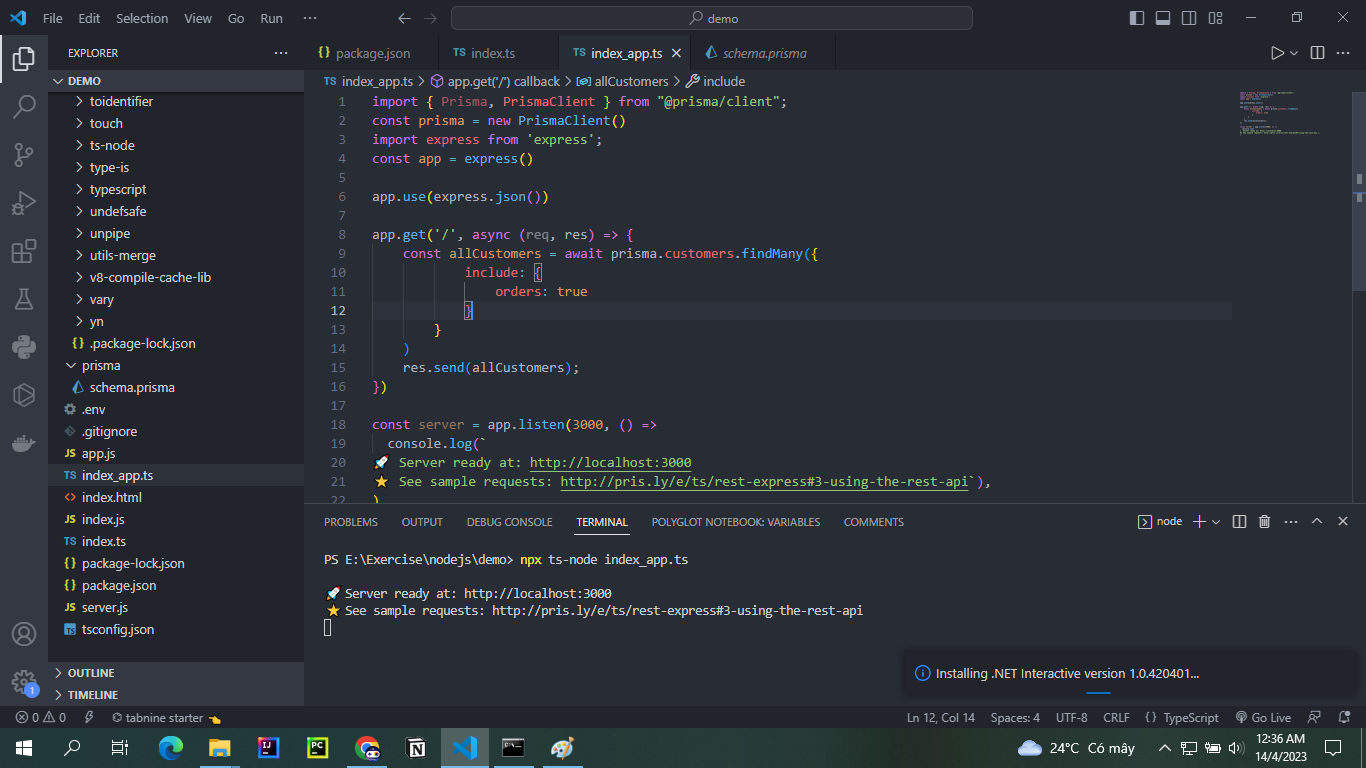 File Edit Selection View Go Run ··· demo
EXPLORER ···
DEMO
toidentifier
touch
ts-node
type-is
typescript
undefsafe
unpipe
utils-merge
v8-compile-cache-lib
vary
yn
{} .package-lock.json
prisma
schema.prisma
.env
.gitignore
JS app.js
TS index_app.ts
<> index.html
JS index.js
TS index.ts
{} package-lock.json
{} package.json
JS server.js
TS tsconfig.json
OUTLINE
TIMELINE
{} package.json TS index.ts TS index_app.ts schema.prisma
TS index_app.ts > app.get('/') callback > allCustomers > include
1 import { Prisma, PrismaClient } from "@prisma/client";
2 const prisma = new PrismaClient()
3 import express from 'express';
4 const app = express()
5
6 app.use(express.json())
7
8 app.get('/', async (req, res) => {
9 const allCustomers = await prisma.customers.findMany({
10 include: {
11 orders: true
12 }
13 }
14 )
15 res.send(allCustomers);
16 })
17
18 const server = app.listen(3000, () =>
19 console.log(`
20 🚀 Server ready at: http://localhost:3000
21 ⭐ See sample requests: http://pris.ly/e/ts/rest-express#3-using-the-rest-api`),
22 )
PROBLEMS OUTPUT DEBUG CONSOLE TERMINAL POLYGLOT NOTEBOOK: VARIABLES COMMENTS node
PS E:\Exercise\nodejs\demo> npx ts-node index_app.ts
🚀 Server ready at: http://localhost:3000
⭐ See sample requests: http://pris.ly/e/ts/rest-express#3-using-the-rest-api
Installing .NET Interactive version 1.0.420401...
1
0 0 tabnine starter 👈 Ln 12, Col 14 Spaces: 4 UTF-8 CRLF {} TypeScript Go Live
24°C Có mây
12:36 AM
14/4/2023